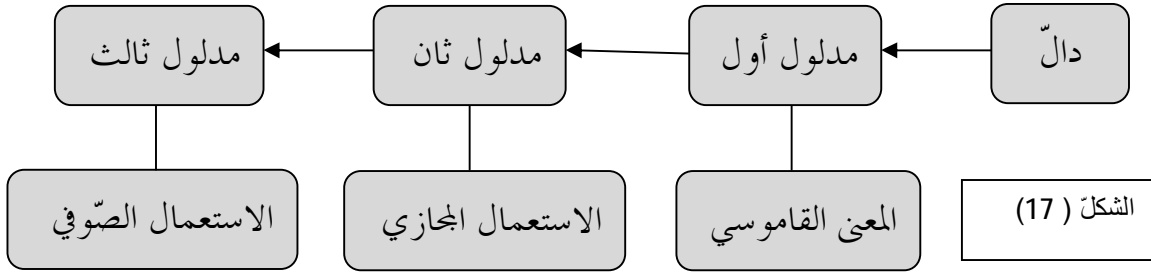 دالّ
مدلول أول
مدلول ثان
مدلول ثالث
المعنى القاموسي
الاستعمال المجازي
الاستعمال الصّوفي
الشكلّ ( 17)